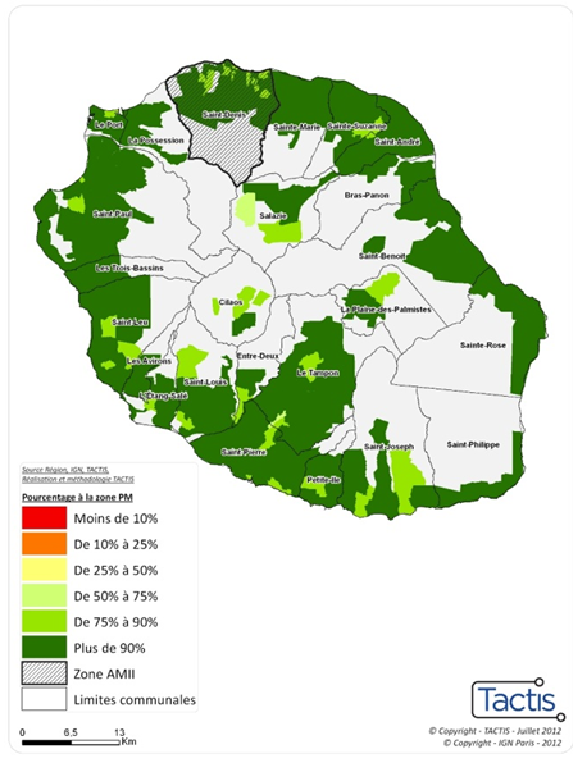 Saint-Denis
Le Port
La Possession
Sainte-Marie
Sainte-Suzanne
Saint-André
Bras-Panon
Saint-Paul
Salazie
Saint-Benoit
Les Trois-Bassins
Cilaos
La Plaine-des-Palmistes
Saint-Leu
Sainte-Rose
Les Avirons
Entre-Deux
Saint-Louis
Le Tampon
L'Etang-Salé
Saint-Pierre
Saint-Joseph
Saint-Philippe
Petite-Ile
Source Région, IGN, TACTIS,
Réalisation et méthodologie TACTIS
Pourcentage à la zone PM
Moins de 10%
De 10% à 25%
De 25% à 50%
De 50% à 75%
De 75% à 90%
Plus de 90%
Zone AMII
Limites communales
0 6.5 13
Km
Tactis
© Copyright - TACTIS - Juillet 2012
© Copyright - IGN Paris - 2012